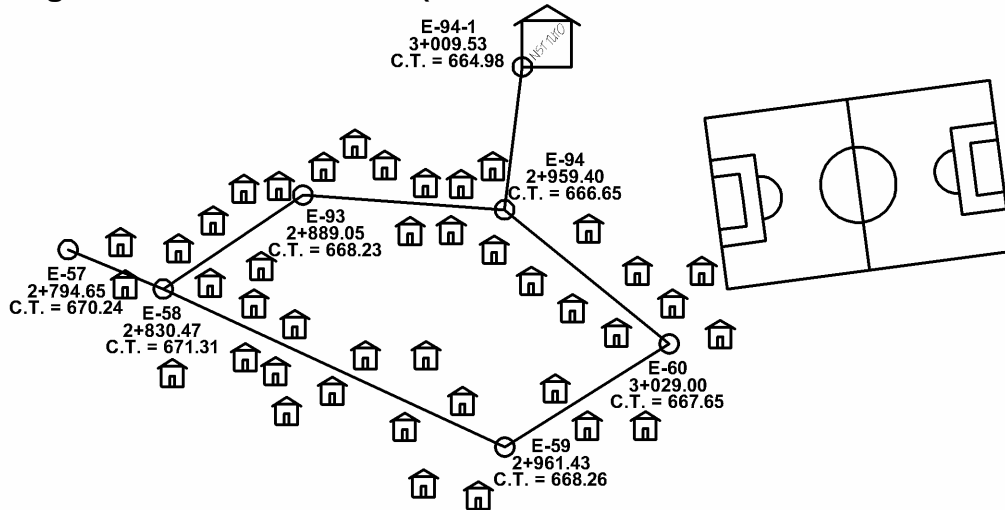 E-94-1
3+009.53
C.T. = 664.98
E-94
2+959.40
C.T. = 666.65
E-93
2+889.05
C.T. = 668.23
E-57
2+794.65
C.T. = 670.24
E-58
2+830.47
C.T. = 671.31
E-60
3+029.00
C.T. = 667.65
E-59
2+961.43
C.T. = 668.26